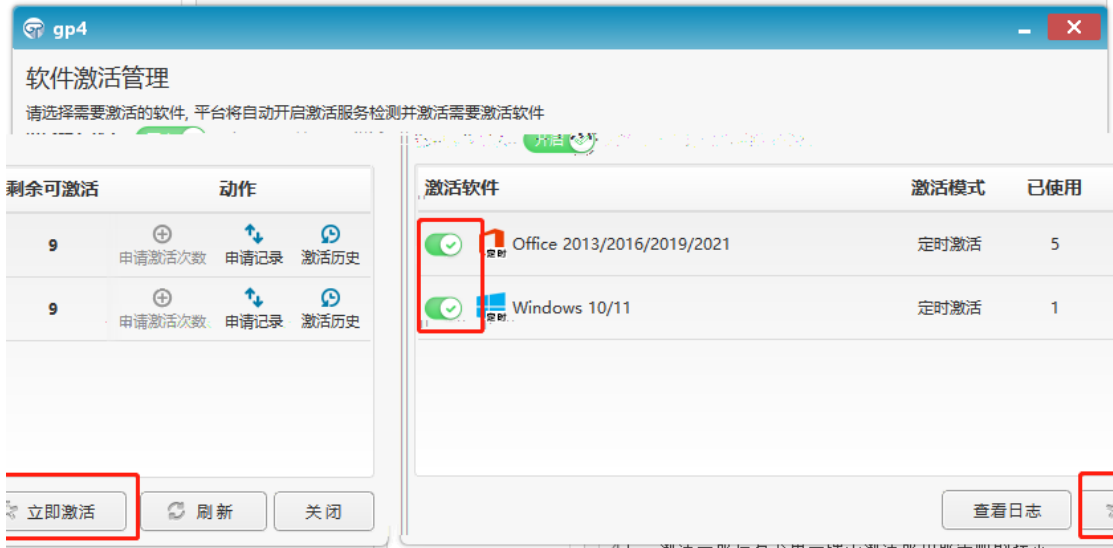 gp4
软件激活管理
请选择需要激活的软件, 平台将自动开启激活服务检测并激活需要激活软件
开启
剩余可激活 动作
9 申请激活次数 申请记录 激活历史
9 申请激活次数 申请记录 激活历史
立即激活 刷新 关闭
激活软件 激活模式 已使用
定时 Office 2013/2016/2019/2021 定时激活 5
定时 Windows 10/11 定时激活 1
查看日志